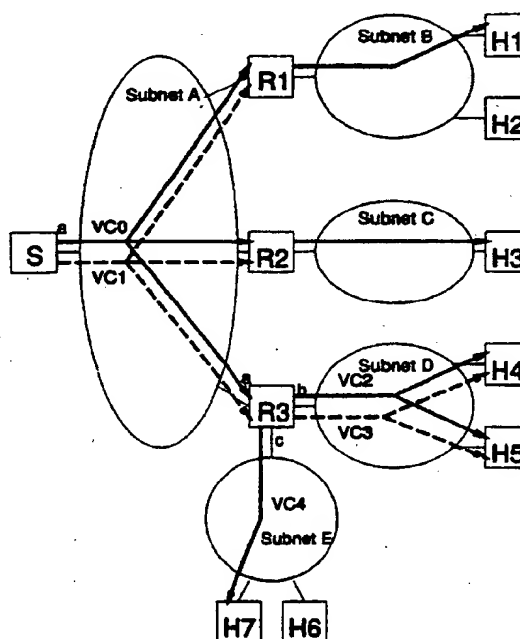 Subnet B
H1
R1
Subnet A
H2
a
VC0
Subnet C
S
R2
H3
VC1
a
b
Subnet D
H4
VC2
R3
VC3
H5
c
VC4
Subnet E
H7
H6